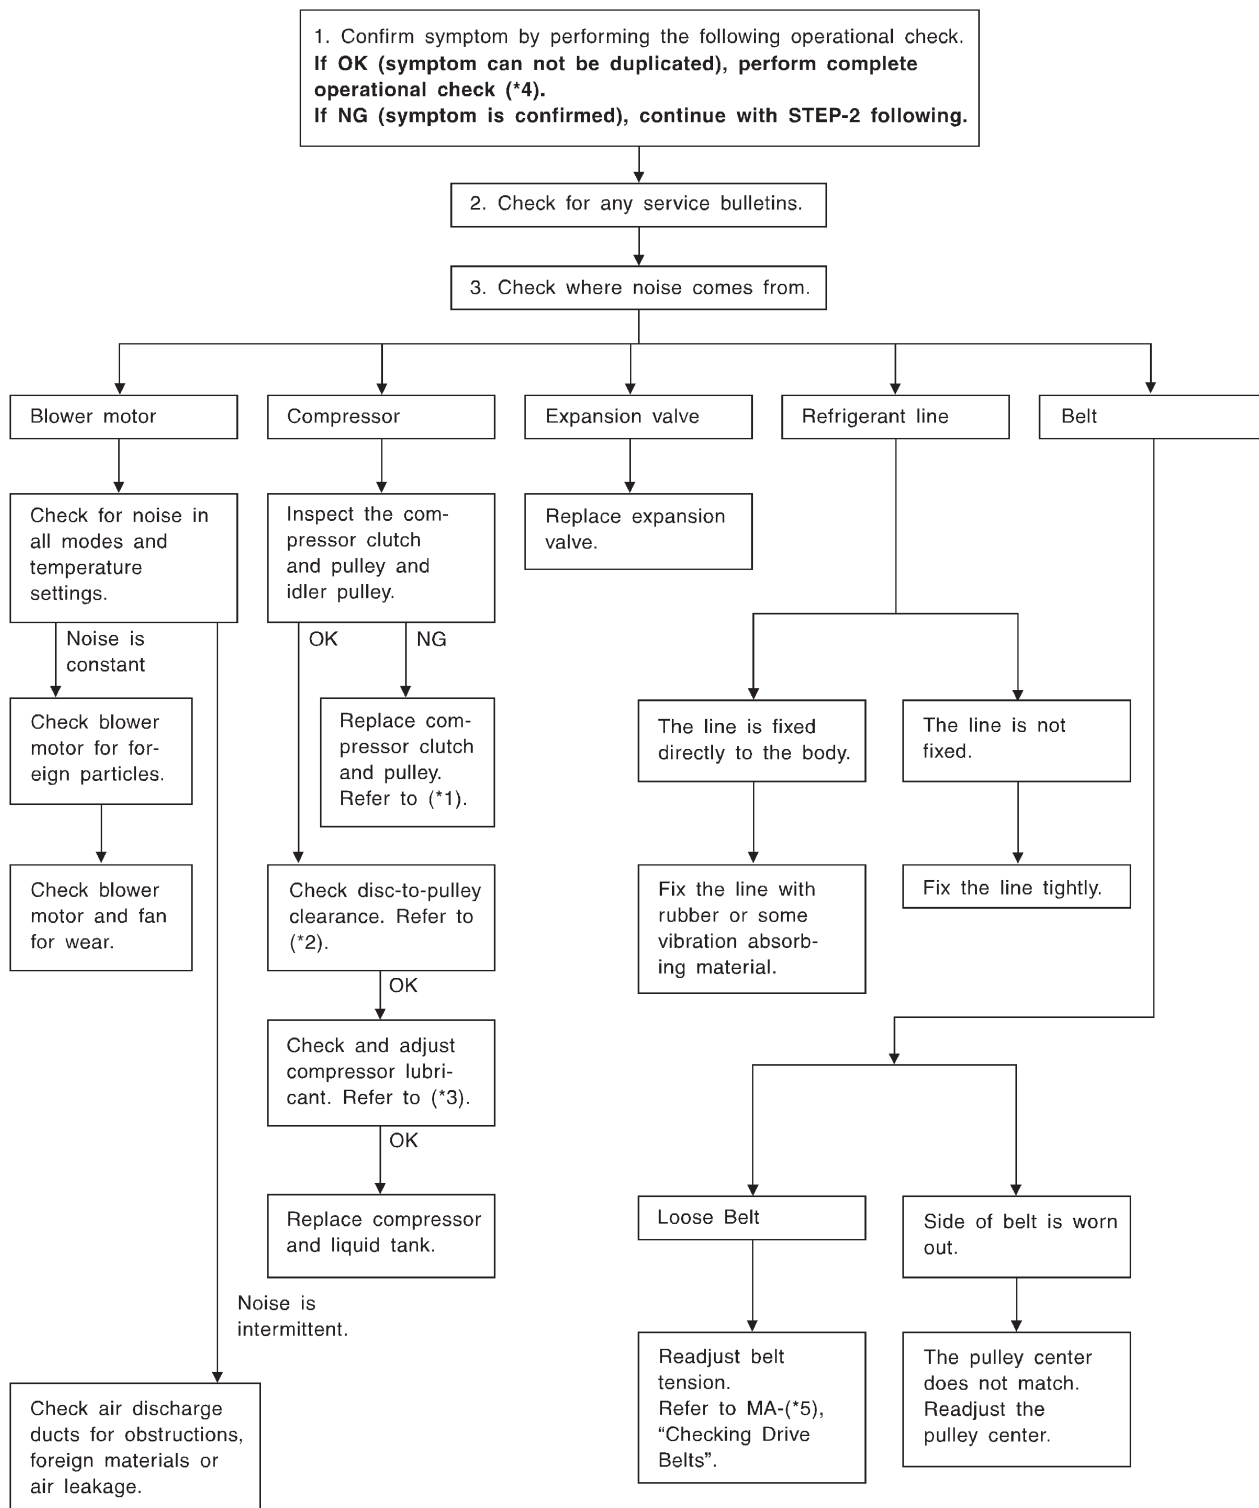 1. Confirm symptom by performing the following operational check.
If OK (symptom can not be duplicated), perform complete
operational check (*4).
If NG (symptom is confirmed), continue with STEP-2 following.
2. Check for any service bulletins.
3. Check where noise comes from.
Blower motor
Compressor
Expansion valve
Refrigerant line
Belt
Check for noise in
all modes and
temperature
settings.
Inspect the com-
pressor clutch
and pulley and
idler pulley.
Replace expansion
valve.
Noise is
constant
OK
NG
Check blower
motor for for-
eign particles.
Replace com-
pressor clutch
and pulley.
Refer to (*1).
The line is fixed
directly to the body.
The line is not
fixed.
Check blower
motor and fan
for wear.
Check disc-to-pulley
clearance. Refer to
(*2).
Fix the line with
rubber or some
vibration absorb-
ing material.
Fix the line tightly.
OK
Check and adjust
compressor lubri-
cant. Refer to (*3).
OK
Replace compressor
and liquid tank.
Loose Belt
Side of belt is worn
out.
Noise is
intermittent.
Readjust belt
tension.
Refer to MA-(*5),
“Checking Drive
Belts”.
The pulley center
does not match.
Readjust the
pulley center.
Check air discharge
ducts for obstructions,
foreign materials or
air leakage.